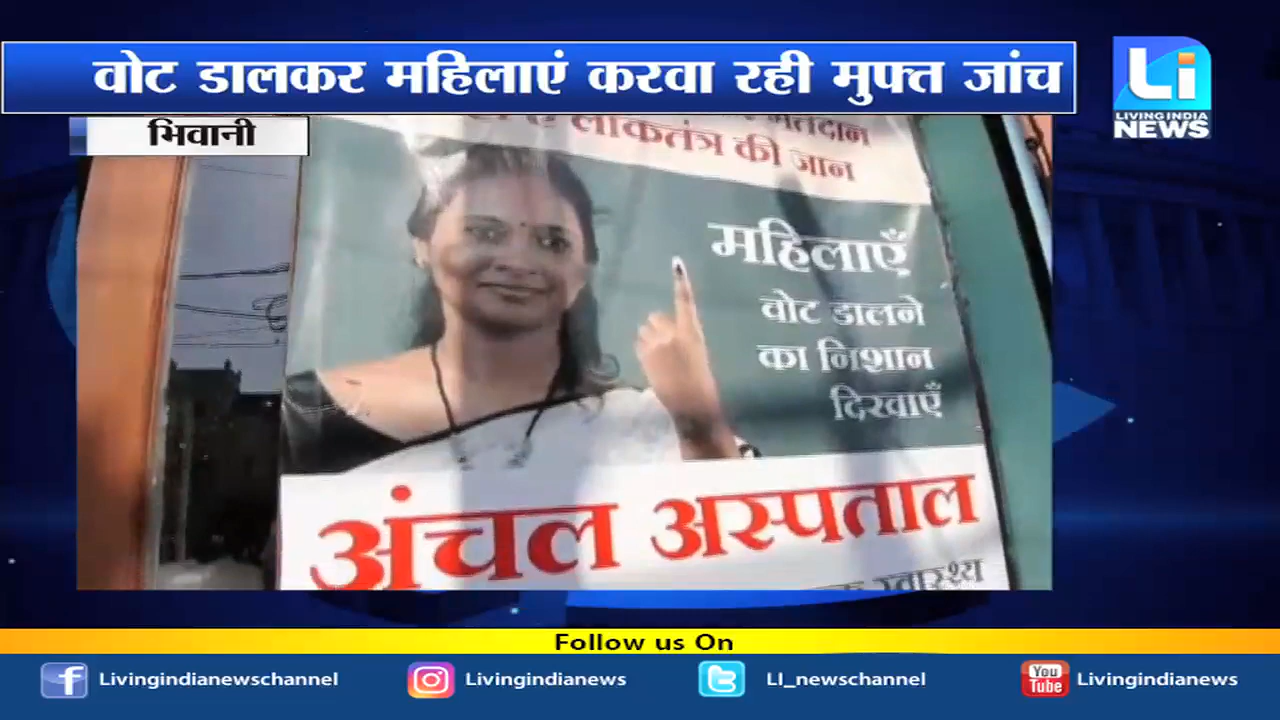 वोट डालकर महिलाएं करवा रही मुफ्त जांच
Li
LIVING INDIA
NEWS
भिवानी
मतदान
लोकतंत्र की जान
महिलाएँ
वोट डालने
का निशान
दिखाएँ
अंचल अस्पताल
स्वास्थ्य
Follow us On
f Livingindianewschannel
Livingindianews
LI_newschannel
You Tube Livingindianews